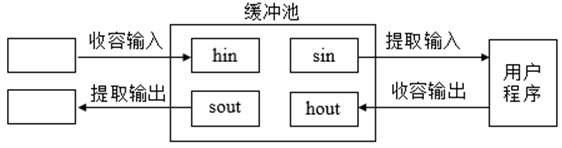 缓冲池
收容输入
hin
sin
提取输入
用户
程序
提取输出
sout
hout
收容输出